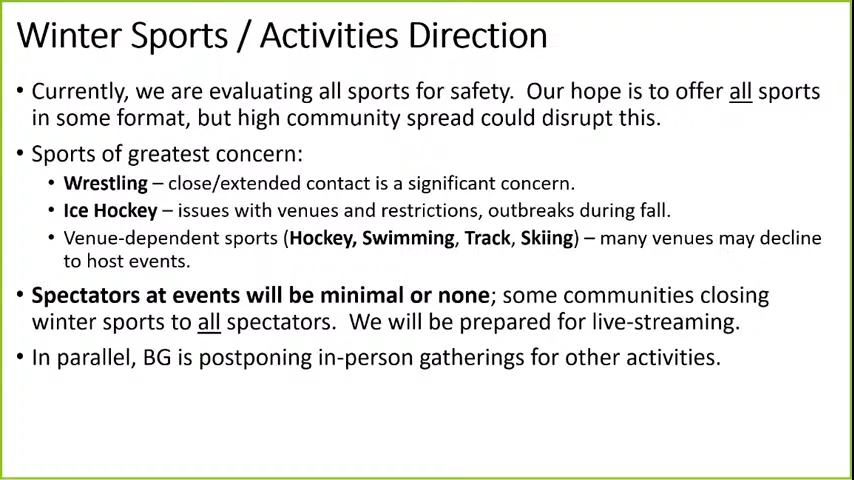 Winter Sports / Activities Direction
• Currently, we are evaluating all sports for safety.  Our hope is to offer all sports
in some format, but high community spread could disrupt this.
• Sports of greatest concern:
• Wrestling – close/extended contact is a significant concern.
• Ice Hockey – issues with venues and restrictions, outbreaks during fall.
• Venue-dependent sports (Hockey, Swimming, Track, Skiing) – many venues may decline
to host events.
• Spectators at events will be minimal or none; some communities closing
winter sports to all spectators.  We will be prepared for live-streaming.
• In parallel, BG is postponing in-person gatherings for other activities.